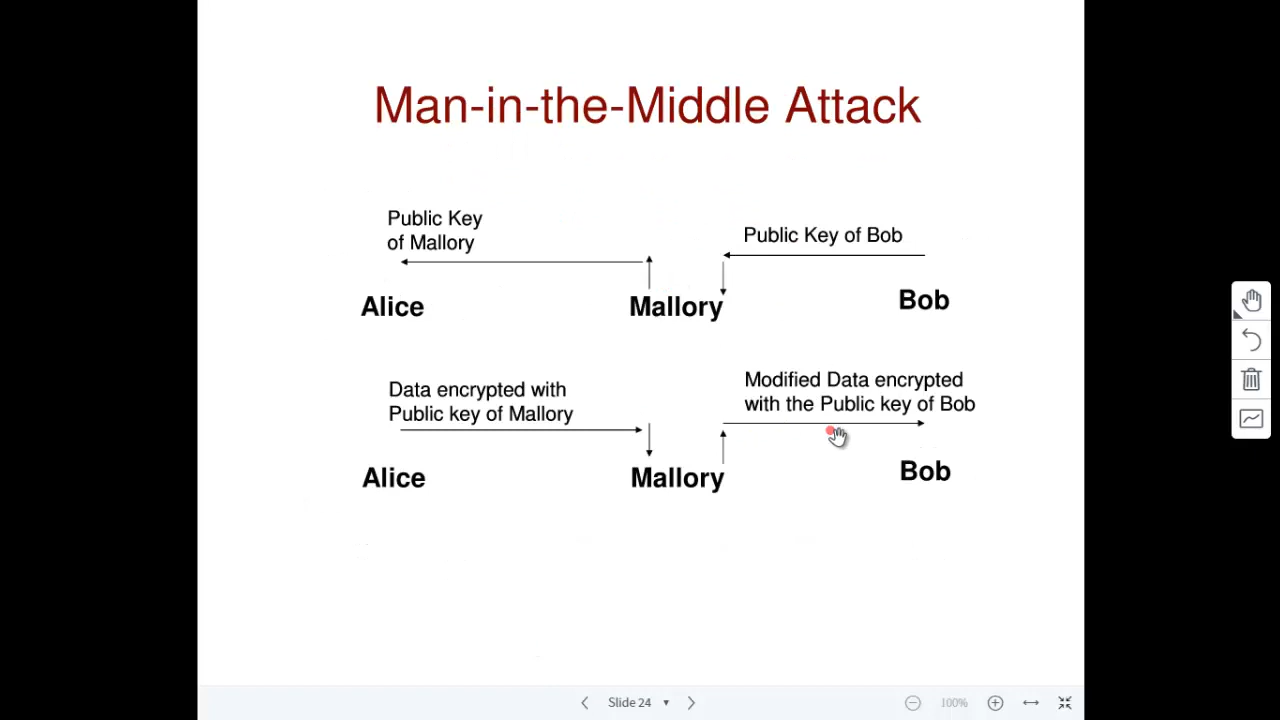 Man-in-the-Middle Attack
Public Key
of Mallory
Public Key of Bob
Alice
Mallory
Bob
Data encrypted with
Public key of Mallory
Modified Data encrypted
with the Public key of Bob
Alice
Mallory
Bob
Slide 24
100%